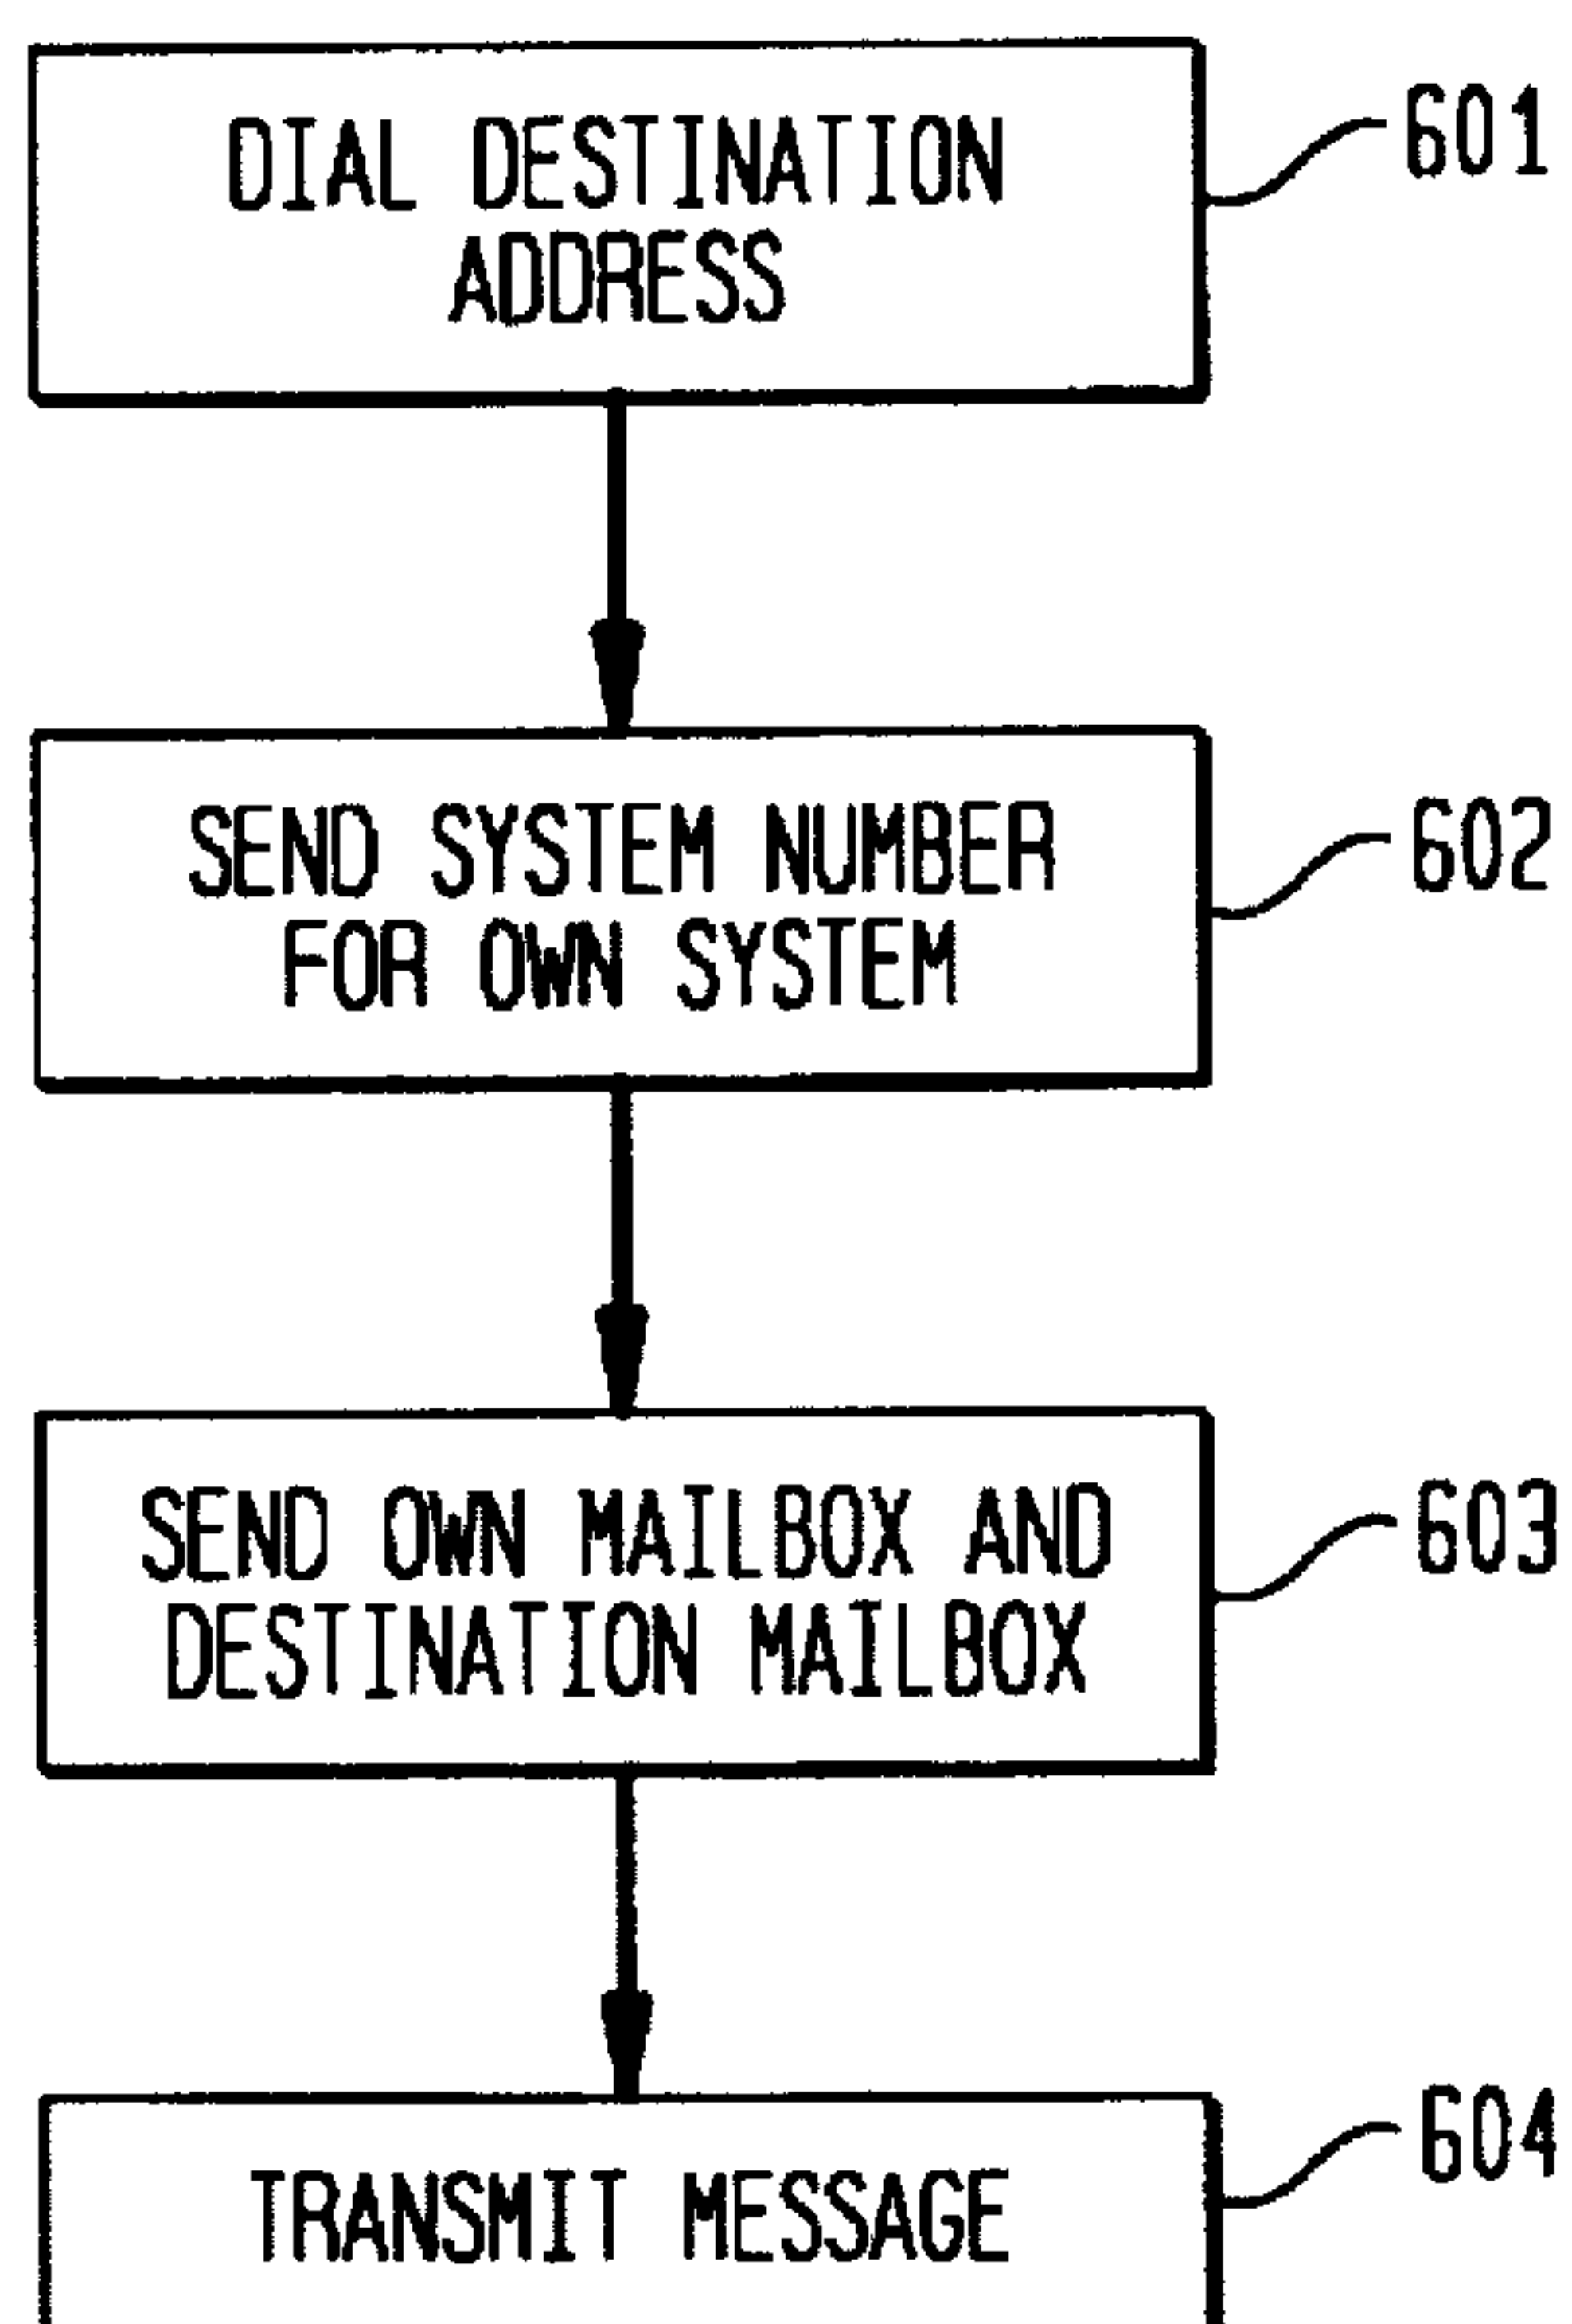 DIAL DESTINATION
ADDRESS
601
SEND SYSTEM NUMBER
FOR OWN SYSTEM
602
SEND OWN MAILBOX AND
DESTINATION MAILBOX
603
TRANSMIT MESSAGE
604